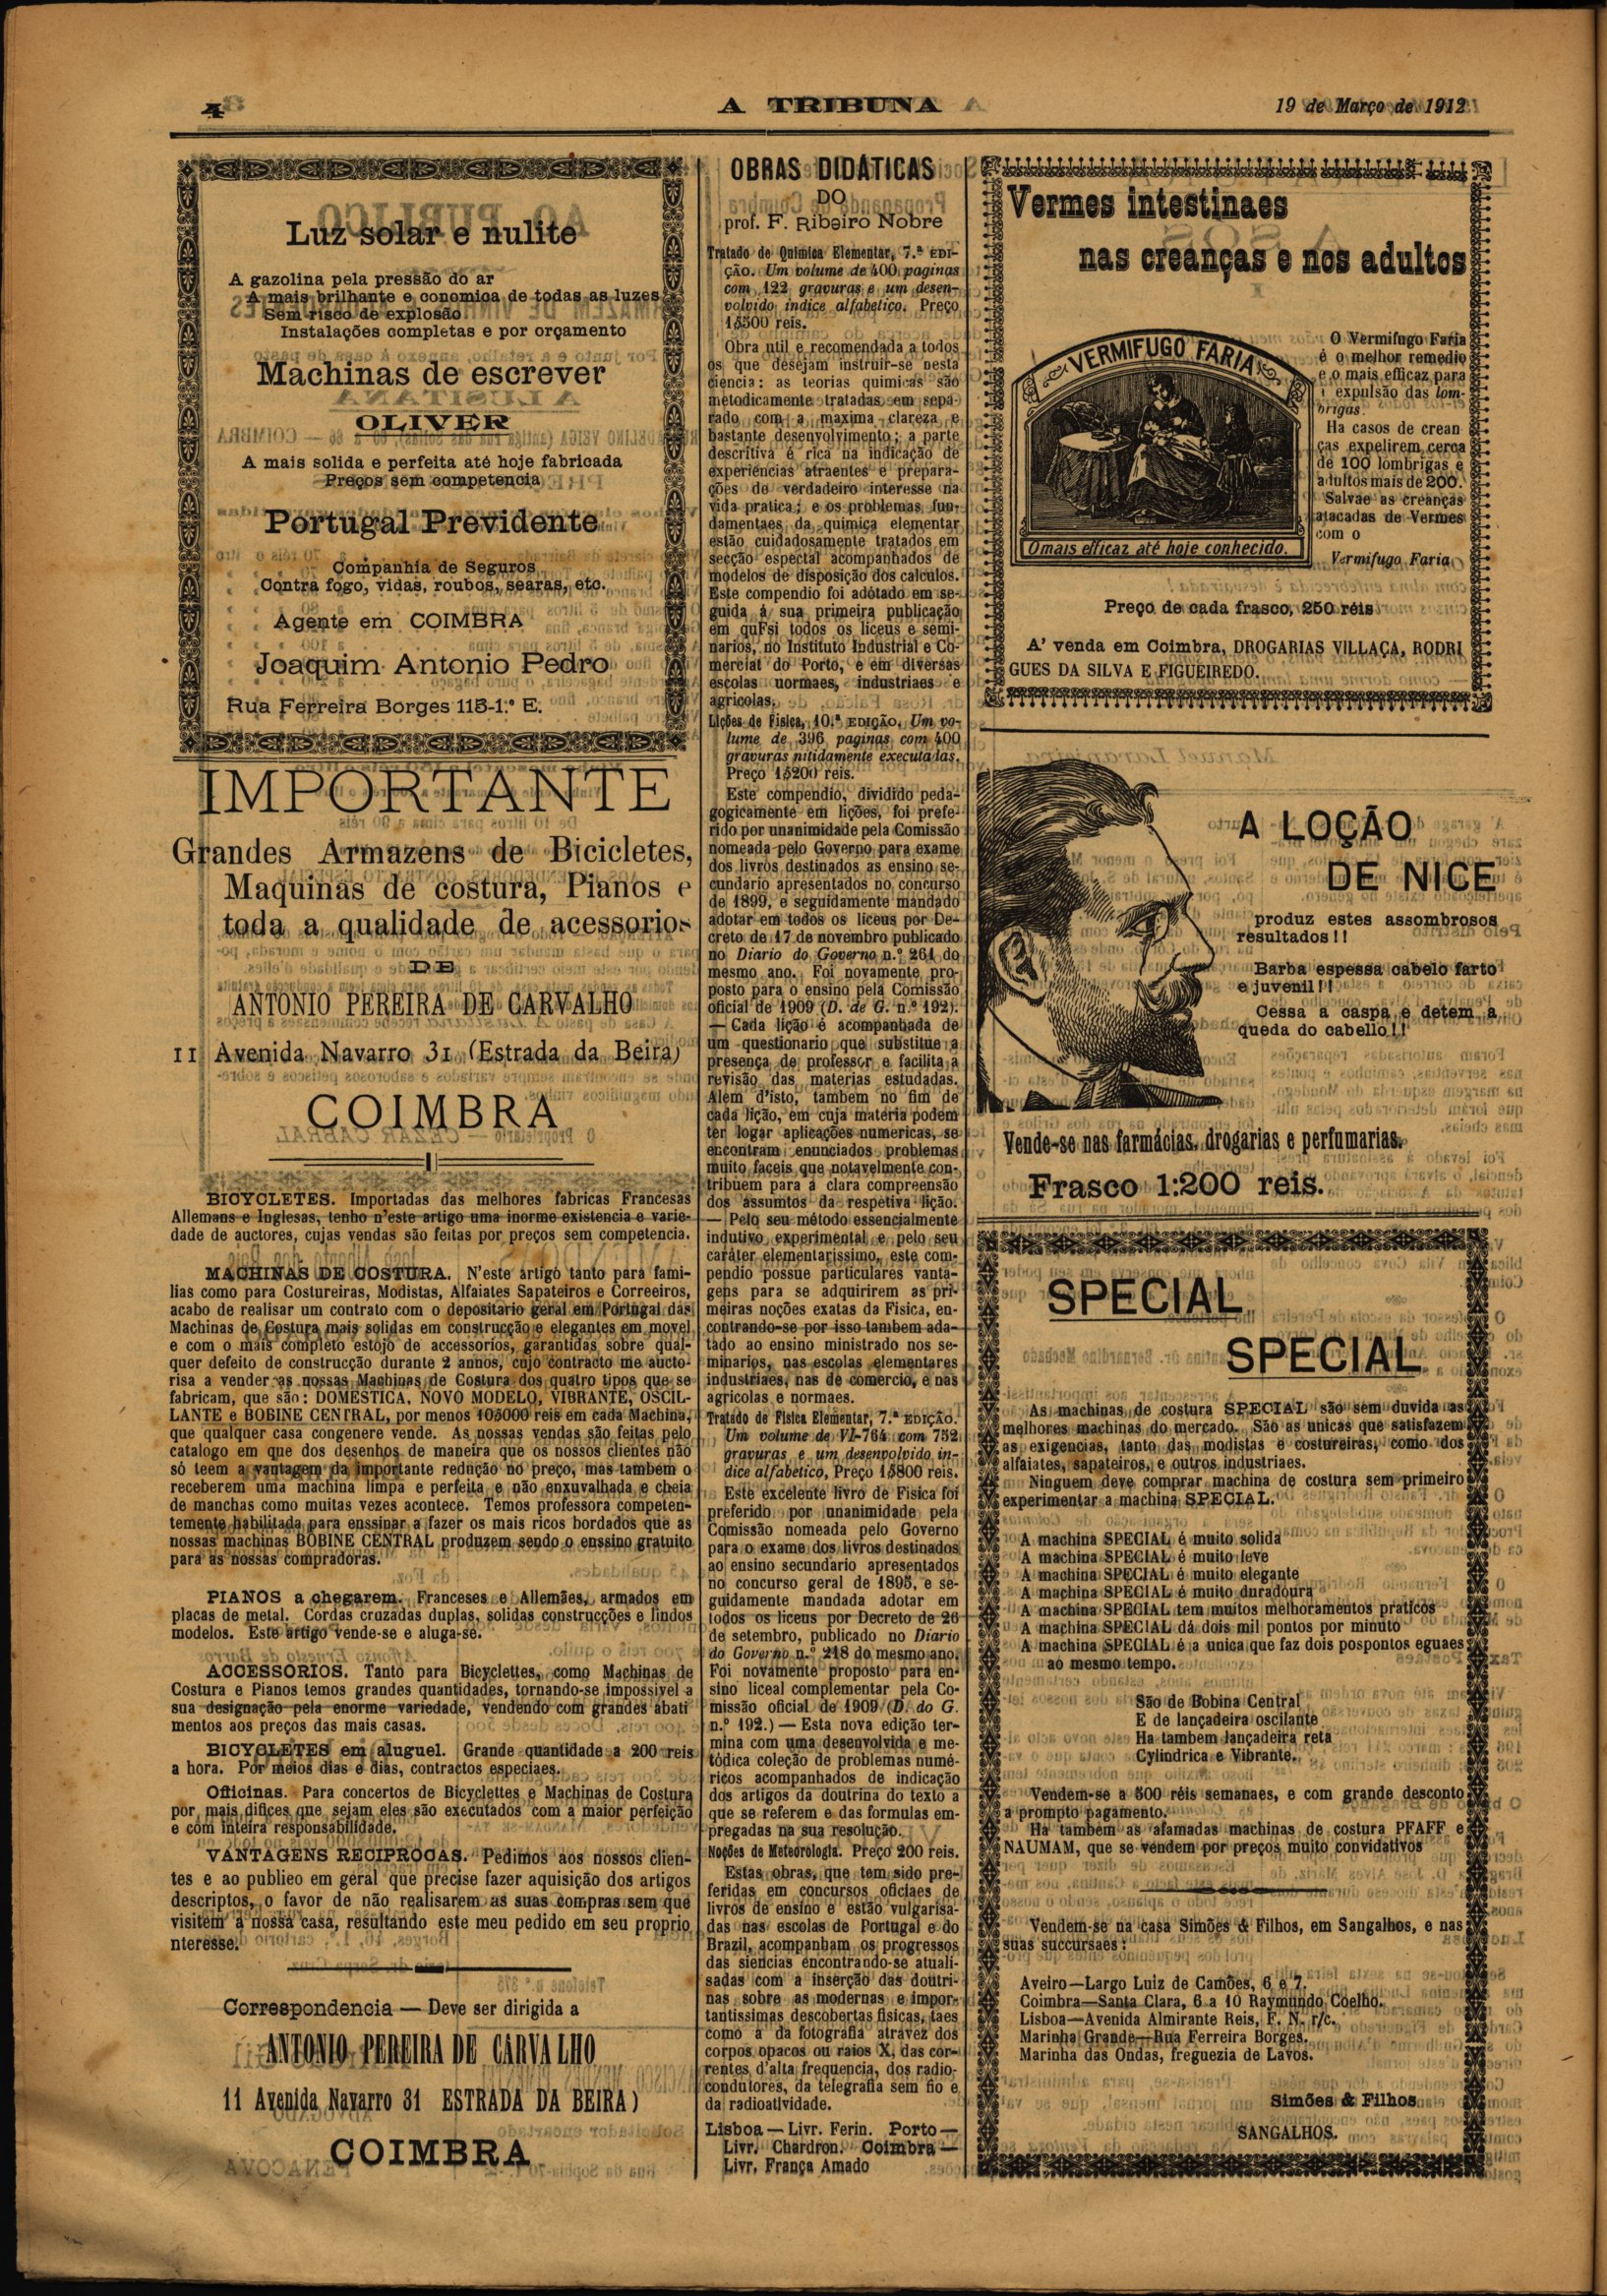 4
A TRIBUNA
19 de Março de 1912
Luz solar e nulite
A gazolina pela pressão do ar
A mais brilhante e conomica de todas as luzes
Sem risco de explosão
Instalações completas e por orçamento
Machinas de escrever
OLIVER
A mais solida e perfeita até hoje fabricada
Preços sem competencia
Portugal Previdente
Companhia de Seguros
Contra fogo, vidas, roubos, searas, etc.
Agente em COIMBRA
Joaquim Antonio Pedro
Rua Ferreira Borges 115-1.º E.
IMPORTANTE
Grandes Armazens de Bicicletes,
Maquinas de costura, Pianos e
toda a qualidade de acessorios
DE
ANTONIO PEREIRA DE CARVALHO
11 Avenida Navarro 31 (Estrada da Beira)
COIMBRA
BICYCLETES. Importadas das melhores fabricas Francesas
Allemans e Inglesas, tenho n'este artigo uma inorme existencia e varie-
dade de auctores, cujas vendas são feitas por preços sem competencia.
MACHINAS DE COSTURA. N'este artigo tanto para fami-
lias como para Costureiras, Modistas, Alfaiates Sapateiros e Correeiros,
acabo de realisar um contrato com o depositario geral em Portugal das
Machinas de Costura mais solidas em construcção e elegantes em movel
e com o mais completo estojo de accessorios, garantidas sobre qual-
quer defeito de construcção durante 2 annos, cujo contracto me aucto-
risa a vender as nossas Machinas de Costura dos quatro tipos que se
fabricam, que são: DOMESTICA, NOVO MODELO, VIBRANTE, OSCIL-
LANTE e BOBINE CENTRAL, por menos 10$000 reis em cada Machina,
que qualquer casa congenere vende. As nossas vendas são feitas pelo
catalogo em que dos desenhos de maneira que os nossos clientes não
só teem a vantagem da importante redução no preço, mas tambem o
receberem uma machina limpa e perfeita e não enxuvalhada e cheia
de manchas como muitas vezes acontece. Temos professora competen-
temente habilitada para enssinar a fazer os mais ricos bordados que as
nossas machinas BOBINE CENTRAL produzem sendo o enssino gratuito
para as nossas compradoras.
PIANOS a chegarem. Franceses e Allemães, armados em
placas de metal. Cordas cruzadas duplas, solidas construcções e lindos
modelos. Este artigo vende-se e aluga-se.
ACCESSORIOS. Tanto para Bicyclettes, como Machinas de
Costura e Pianos temos grandes quantidades, tornando-se impossivel a
sua designação pela enorme variedade, vendendo com grandes abati
mentos aos preços das mais casas.
BICYCLETES em aluguel. Grande quantidade a 200 reis
a hora. Por meios dias e dias, contractos especiaes.
Officinas. Para concertos de Bicyclettes e Machinas de Costura
por mais difices que sejam eles são executados com a maior perfeição
e com inteira responsabilidade.
VANTAGENS RECIPROCAS. Pedimos aos nossos clien-
tes e ao publieo em geral que precise fazer aquisição dos artigos
descriptos, o favor de não realisarem as suas compras sem que
visitem a nossa casa, resultando este meu pedido em seu proprio
nteresse.
Correspondencia — Deve ser dirigida a
ANTONIO PEREIRA DE CARVALHO
11 Avenida Navarro 31 ESTRADA DA BEIRA)
COIMBRA
OBRAS DIDÁTICAS
DO
prof. F. Ribeiro Nobre
Tratado de Quimica Elementar, 7.ª EDI-
ÇÃO. Um volume de 400 paginas
com 122 gravuras e um desen-
volvido indice alfabetico. Preço
1$500 reis.
Obra util e recomendada a todos
os que desejam instruir-se nesta
ciencia: as teorias quimicas são
metodicamente tratadas em sepa-
rado com a maxima clareza e
bastante desenvolvimento; a parte
descritiva é rica na indicação de
experiencias atraentes e prepara-
ções de verdadeiro interesse na
vida pratica; e os problemas fun-
damentaes da quimica elementar
estão cuidadosamente tratados em
secção espectal acompanhados de
modelos de disposição dos calculos.
Este compendio foi adótado em se-
guida á sua primeira publicação
em quFsi todos os liceus e semi-
narios, no Instituto Industrial e Co-
mercial do Porto, e em diversas
escolas uormaes, industriaes e
agricolas.
Lições de Fisica, 10.ª EDIÇÃO. Um vo-
lume de 396 paginas com 400
gravuras nitidamente executadas.
Preço 1$200 reis.
Este compendio, dividido peda-
gogicamente em lições, foi prefe-
rido por unanimidade pela Comissão
nomeada pelo Governo para exame
dos livros destinados as ensino se-
cundario apresentados no concurso
de 1899, e seguidamente mandado
adotar em todos os liceus por De-
creto de 17 de novembro publicado
no Diario do Governo n.º 261 do
mesmo ano. Foi novamente pro-
posto para o ensino pela Comissão
oficial de 1909 (D. de G. n.º 192).
— Cada lição é acompanhada de
um questionario que substitue a
presença de professor e facilita a
revisão das materias estudadas.
Alem d'isto, tambem no fim de
cada lição, em cuja matéria podem
ter logar aplicações numericas, se
encontram enunciados problemas
muito faceis que notavelmente con-
tribuem para a clara compreensão
dos assumtos da respetiva lição.
— Pelo seu método essencialmente
indutivo experimental e pelo seu
caráter elementarissimo, este com-
pendio possue particulares vanta-
gens para se adquirirem as pri-
meiras noções exatas da Fisica, en-
contrando-se por isso tambem ada-
tado ao ensino ministrado nos se-
minarios, nas escolas elementares
industriaes, nas de comercio, e nas
agricolas e normaes.
Tratado de Fisica Elementar, 7.ª EDIÇÃO.
Um volume de VI-764 com 752
gravuras e um desenvolvido in-
dice alfabetico, Preço 1$800 reis.
Este excelente livro de Fisica foi
preferido por unanimidade pela
Comissão nomeada pelo Governo
para o exame dos livros destinados
ao ensino secundario apresentados
no concurso geral de 1895, e se-
guidamente mandada adotar em
todos os liceus por Decreto de 26
de setembro, publicado no Diario
do Governo n.º 218 do mesmo ano.
Foi novamente proposto para en-
sino liceal complementar pela Co-
missão oficial de 1909 (D. do G.
n.º 192.) — Esta nova edição ter-
mina com uma desenvolvida e me-
tódica coleção de problemas numé-
ricos acompanhados de indicação
dos artigos da doutrina do texto a
que se referem e das formulas em-
pregadas na sua resolução.
Noções de Meteórologia. Preço 200 reis.
Estas obras, que tem sido pre-
feridas em concursos oficiaes de
livros de ensino e estão vulgarisa-
das nas escolas de Portugal e do
Brazil, acompanham os progressos
das siencias encontrando-se atuali-
sadas com a inserção das doutri-
nas sobre as modernas e impor-
tantissimas descobertas fisicas, taes
como a da fotografia atravez dos
corpos opacos ou raios X, das cor-
rentes d'alta frequencia, dos radio-
condutores, da telegrafia sem fio e
da radioatividade.
Lisboa — Livr. Ferin. Porto —
Livr. Chardron. Coimbra —
Livr. França Amado
Vermes intestinaes
nas creanças e nos adultos
VERMIFUGO FARIA
O mais efficaz até hoje conhecido.
O Vermifugo Faria
é o melhor remedio
e o mais efficaz para
a expulsão das lom-
brigas.
Ha casos de crean
ças expelirem cerca
de 100 lombrigas e
adultos mais de 200.
Salvae as creanças
atacadas de Vermes
com o
Vermifugo Faria
Preço de cada frasco, 250 réis
A' venda em Coimbra, DROGARIAS VILLAÇA, RODRI
GUES DA SILVA E FIGUEIREDO.
A LOÇÃO
DE NICE
produz estes assombrosos
resultados!!
Barba espessa cabelo farto
e juvenil!!
Cessa a caspa e detem a
queda do cabello!!
Vende-se nas farmácias, drogarias e perfumarias.
Frasco 1:200 reis.
SPECIAL
SPECIAL
As machinas de costura SPECIAL são sem duvida as
melhores machinas do mercado. São as unicas que satisfazem
as exigencias, tanto das modistas e costureiras, como dos
alfaiates, sapateiros, e outros industriaes.
Ninguem deve comprar machina de costura sem primeiro
experimentar a machina SPECIAL.
A machina SPECIAL é muito solida
A machina SPECIAL é muito leve
A machina SPECIAL é muito elegante
A machina SPECIAL é muito duradoura
A machina SPECIAL tem muitos melhoramentos praticos
A machina SPECIAL dá dois mil pontos por minuto
A machina SPECIAL é a unica que faz dois pospontos eguaes
ao mesmo tempo.
São de Bobina Central
E de lançadeira oscilante
Ha tambem lançadeira reta
Cylindrica e Vibrante.
Vendem-se a 500 réis semanaes, e com grande desconto
a prompto pagamento.
Ha tambem as afamadas machinas de costura PFAFF e
NAUMAM, que se vendem por preços muito convidativos
Vendem-se na casa Simões & Filhos, em Sangalhos, e nas
suas succursaes:
Aveiro—Largo Luiz de Camões, 6 e 7.
Coimbra—Santa Clara, 6 a 10 Raymundo Coelho.
Lisboa—Avenida Almirante Reis, F. N. r/c.
Marinha Grande—Rua Ferreira Borges.
Marinha das Ondas, freguezia de Lavos.
Simões & Filhos
SANGALHOS.